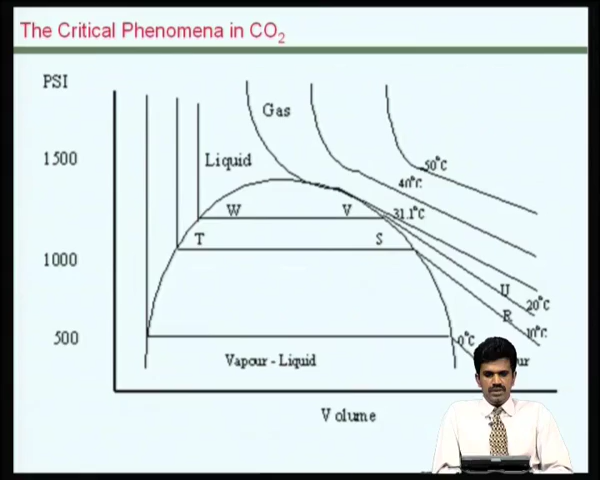 The Critical Phenomena in CO2
PSI
Gas
1500
Liquid
50°C
40°C
W
V
31.1°C
T
S
1000
U
20°C
R
10°C
500
0°C
Vapour - Liquid
Volume